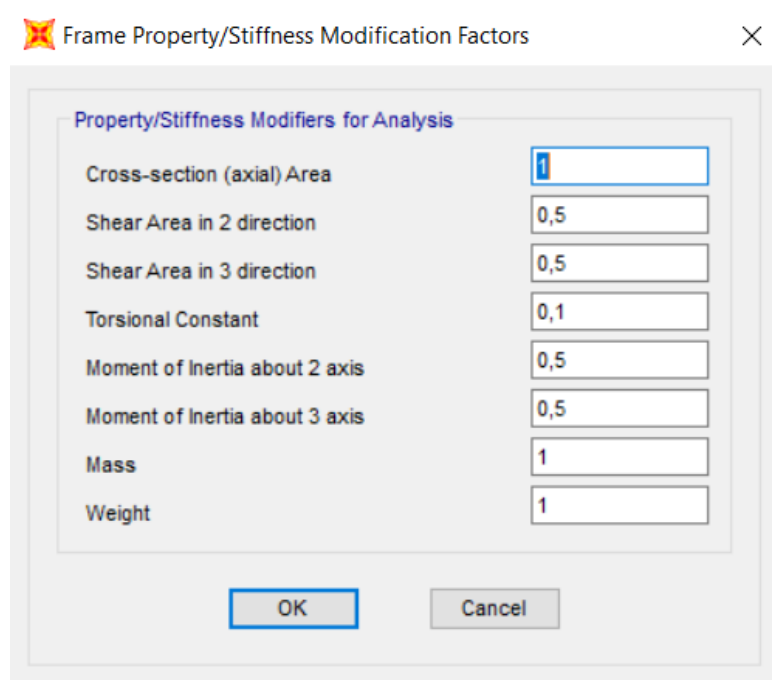 Frame Property/Stiffness Modification Factors
Property/Stiffness Modifiers for Analysis
Cross-section (axial) Area 1
Shear Area in 2 direction 0,5
Shear Area in 3 direction 0,5
Torsional Constant 0,1
Moment of Inertia about 2 axis 0,5
Moment of Inertia about 3 axis 0,5
Mass 1
Weight 1
OK Cancel